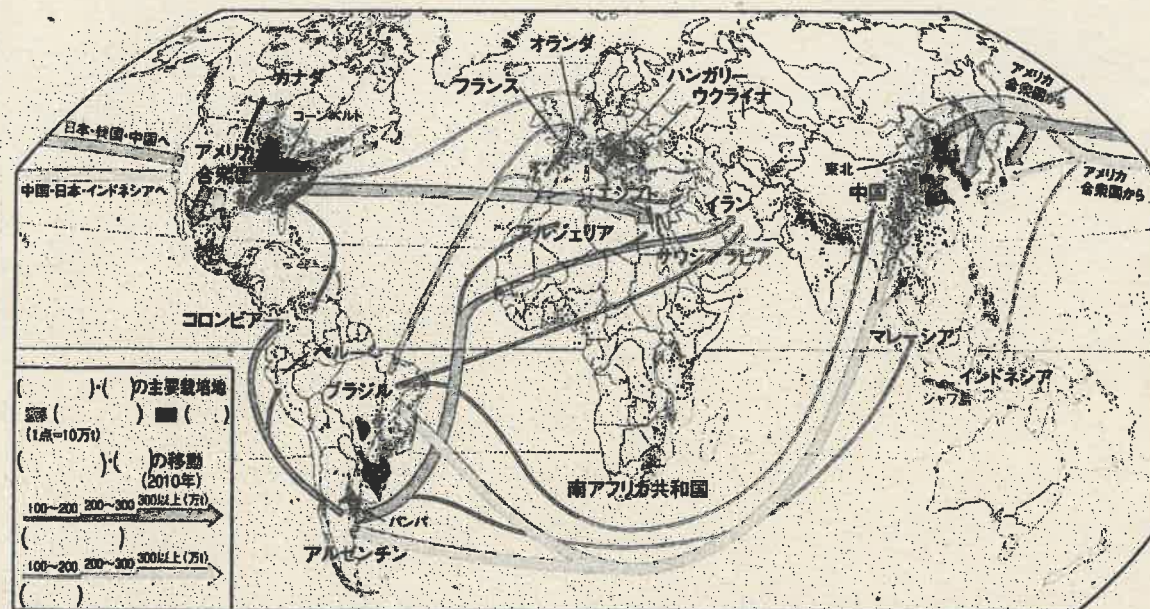 オランダ
フランス
ハンガリー
ウクライナ
カナダ
コーンベルト
日本・韓国・中国へ
アメリカ
合衆国
中国・日本・インドネシアへ
アメリカ
合衆国から
アメリカ
合衆国から
東北
中国
エジプト
イラン
アルジェリア
サウジアラビア
コロンビア
ペルー
ブラジル
マレーシア
インドネシア
ジャワ島
南アフリカ共和国
パンパ
アルゼンチン
(　　)・(　　)の主要栽培地
(　　) (　　)
(1点=10万t)
(　　)・(　　)の移動
(2010年)
100～200 200～300 300以上(万t)
(　　)
100～200 200～300 300以上(万t)
(　　)